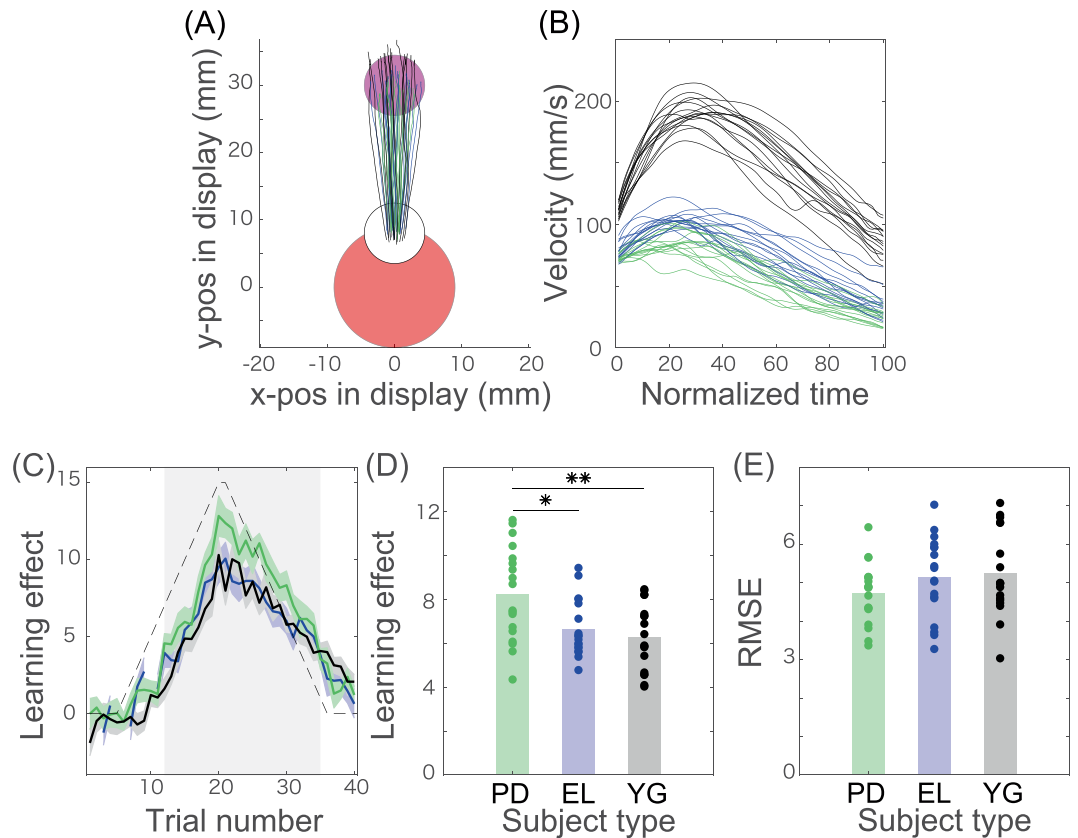 (A)
y-pos in display (mm)
30
20
10
0
-20
-10
0
10
20
x-pos in display (mm)
(B)
Velocity (mm/s)
200
100
0
0
20
40
60
80
100
Normalized time
(C)
Learning effect
15
10
5
0
10
20
30
40
Trial number
(D)
Learning effect
12
8
4
0
**
*
PD
EL
YG
Subject type
(E)
RMSE
6
3
0
PD
EL
YG
Subject type